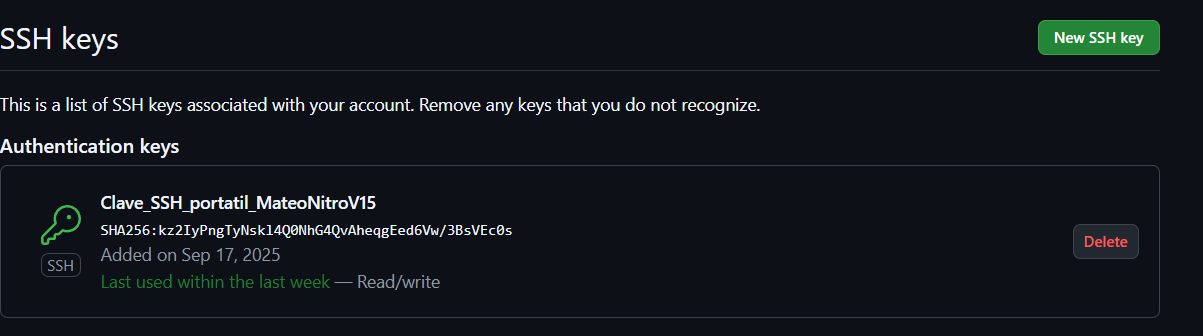 SSH keys
New SSH key
This is a list of SSH keys associated with your account. Remove any keys that you do not recognize.
Authentication keys
Clave_SSH_portatil_MateoNitroV15
SHA256:kz2IyPngTyNskl4Q0NhG4QvAheqgEed6Vw/3BsVEc0s
Added on Sep 17, 2025
SSH
Last used within the last week — Read/write
Delete